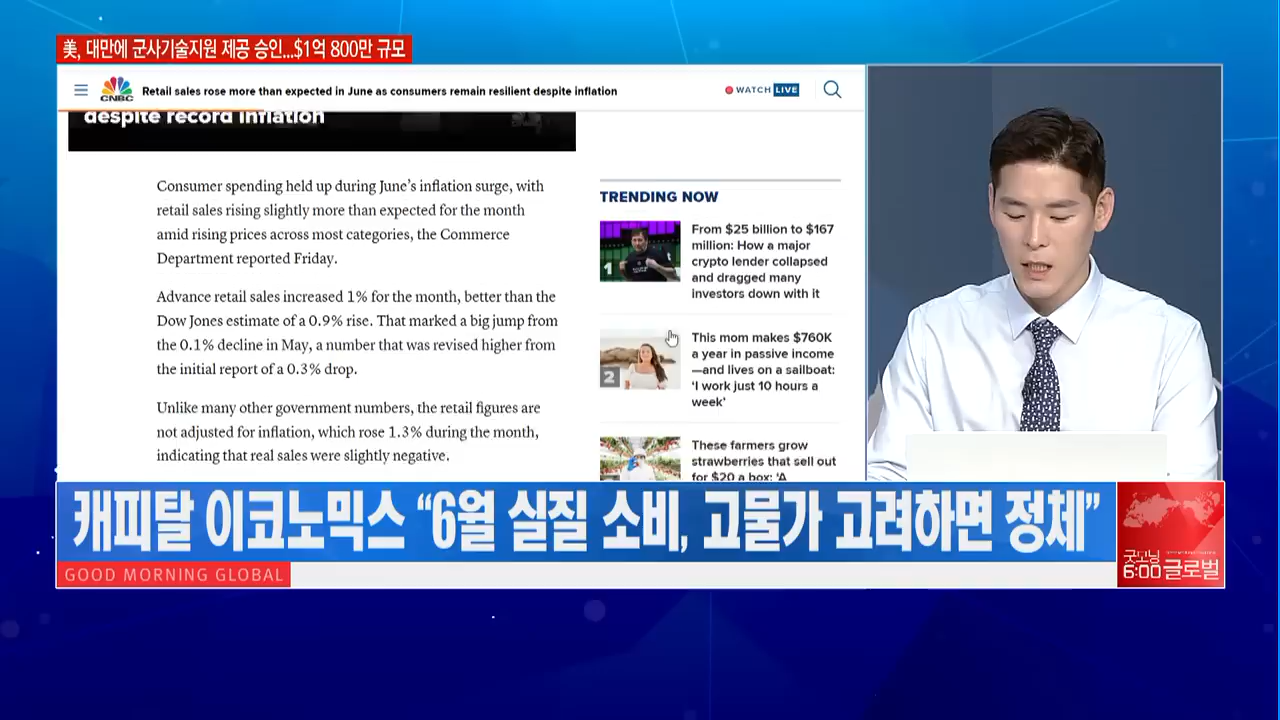 美, 대만에 군사기술지원 제공 승인...$1억 800만 규모
CNBC
Retail sales rose more than expected in June as consumers remain resilient despite inflation
WATCH LIVE
despite record inflation
Consumer spending held up during June’s inflation surge, with
retail sales rising slightly more than expected for the month
amid rising prices across most categories, the Commerce
Department reported Friday.
Advance retail sales increased 1% for the month, better than the
Dow Jones estimate of a 0.9% rise. That marked a big jump from
the 0.1% decline in May, a number that was revised higher from
the initial report of a 0.3% drop.
Unlike many other government numbers, the retail figures are
not adjusted for inflation, which rose 1.3% during the month,
indicating that real sales were slightly negative.
TRENDING NOW
1
From $25 billion to $167
million: How a major
crypto lender collapsed
and dragged many
investors down with it
2
This mom makes $760K
a year in passive income
—and lives on a sailboat:
‘I work just 10 hours a
week’
These farmers grow
strawberries that sell out
for $20 a box: ‘A
캐피탈 이코노믹스 “6월 실질 소비, 고물가 고려하면 정체”
GOOD MORNING GLOBAL
굿모닝
6:00 글로벌